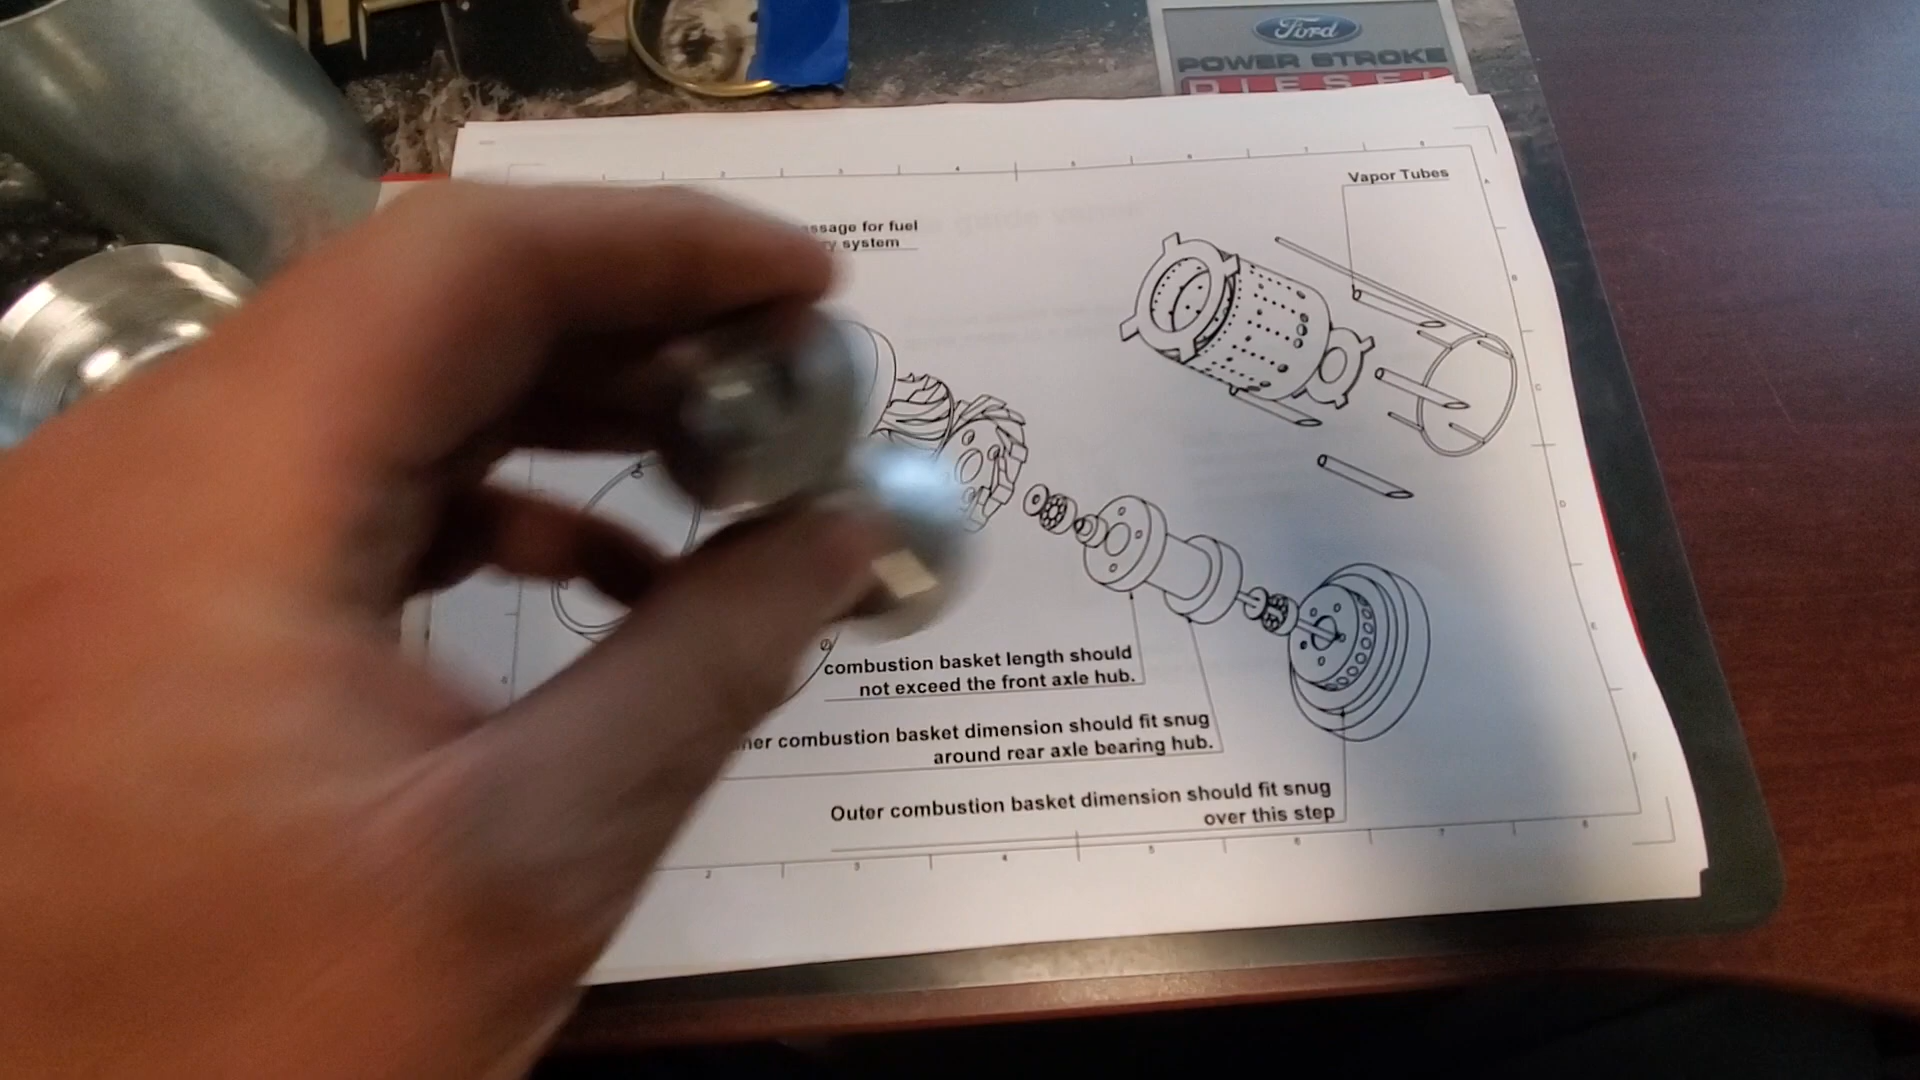 Ford
POWER STROKE
DIESEL
Vapor Tubes
for fuel
system
combustion basket length should
not exceed the front axle hub.
combustion basket dimension should fit snug
around rear axle bearing hub.
Outer combustion basket dimension should fit snug
over this step